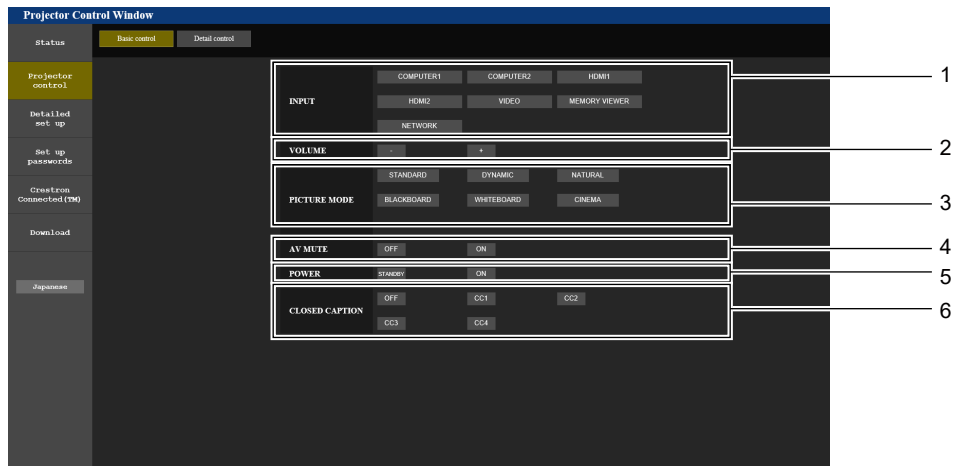 Projector Control Window
Status
Basic control
Detail control
Projector
control
Detailed
set up
Set up
passwords
Crestron
Connected(TM)
Download
Japanese
INPUT
COMPUTER1 COMPUTER2 HDMI1
HDMI2 VIDEO MEMORY VIEWER
NETWORK
1
VOLUME - +
2
PICTURE MODE
STANDARD DYNAMIC NATURAL
BLACKBOARD WHITEBOARD CINEMA
3
AV MUTE OFF ON
4
POWER STANDBY ON
5
CLOSED CAPTION
OFF CC1 CC2
CC3 CC4
6